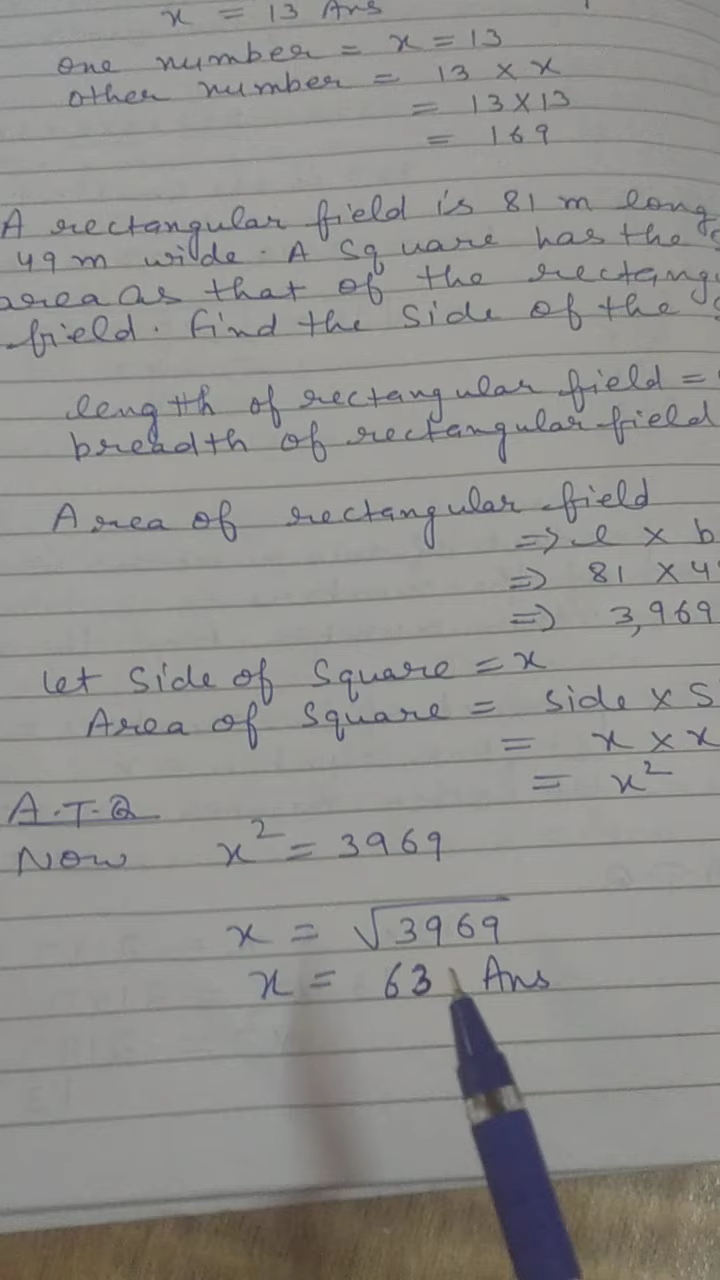 x = 13 Ans
One number = x = 13
other number = 13 × x
= 13×13
= 169
A rectangular field is 81 m long
49m wide. A Square has the
area as that of the rectang
field. find the side of the
length of rectangular field =
breadth of rectangular field
Area of rectangular field
=> l × b
=> 81 × 4
=> 3,969
Let Side of Square = x
Area of Square = side × S
= x × x
= x²
A.T.Q
Now x² = 3969
x = √3969
x = 63 Ans